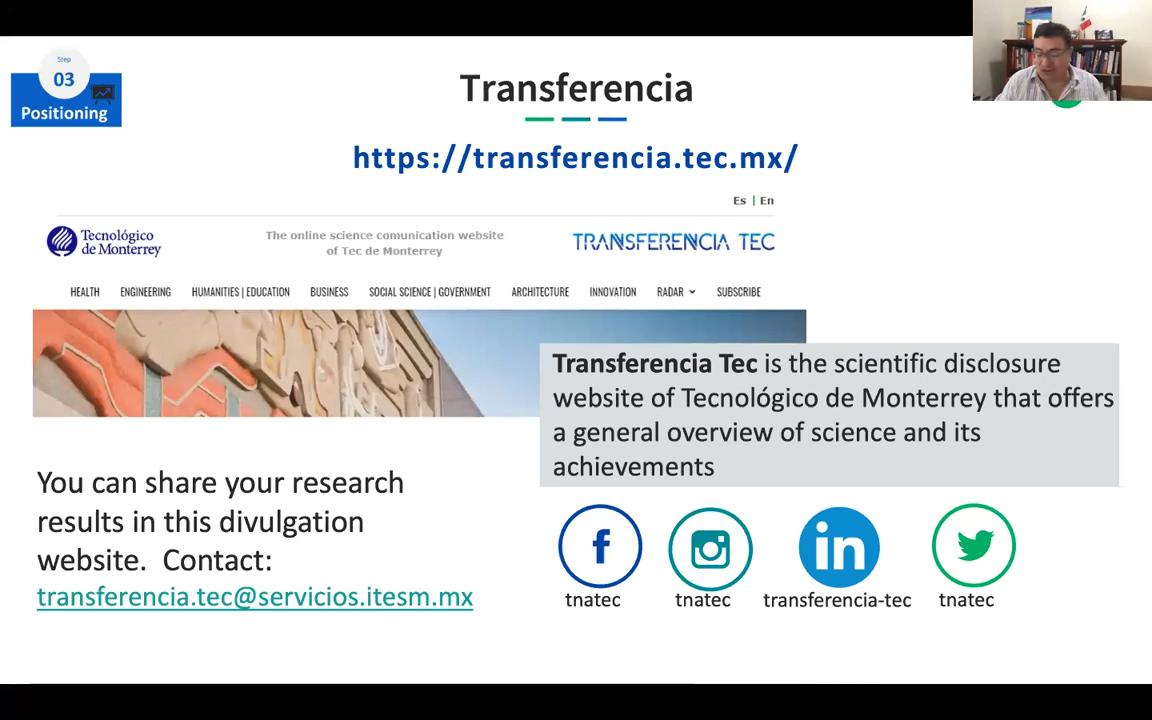 Step
03
Positioning
Transferencia
https://transferencia.tec.mx/
Es | En
Tecnológico
de Monterrey
The online science comunication website
of Tec de Monterrey
TRANSFERENCIA TEC
HEALTH ENGINEERING HUMANITIES | EDUCATION BUSINESS SOCIAL SCIENCE | GOVERNMENT ARCHITECTURE INNOVATION RADAR SUBSCRIBE
Transferencia Tec is the scientific disclosure
website of Tecnológico de Monterrey that offers
a general overview of science and its
achievements
You can share your research
results in this divulgation
website. Contact:
transferencia.tec@servicios.itesm.mx
tnatec tnatec transferencia-tec tnatec